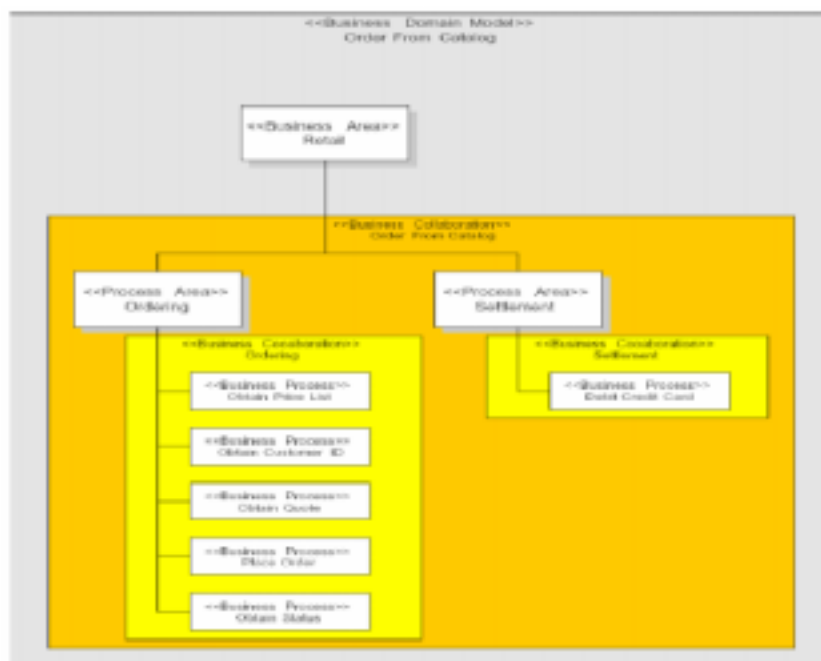 <<Business Domain Model>>
Order From Catalog
<<Business Area>>
Retail
<<Business Collaboration>>
Order From Catalog
<<Process Area>>
Ordering
<<Process Area>>
Settlement
<<Business Collaboration>>
Ordering
<<Business Collaboration>>
Settlement
<<Business Process>>
Obtain Price List
<<Business Process>>
Debit Credit Card
<<Business Process>>
Obtain Customer ID
<<Business Process>>
Obtain Quote
<<Business Process>>
Place Order
<<Business Process>>
Obtain Status